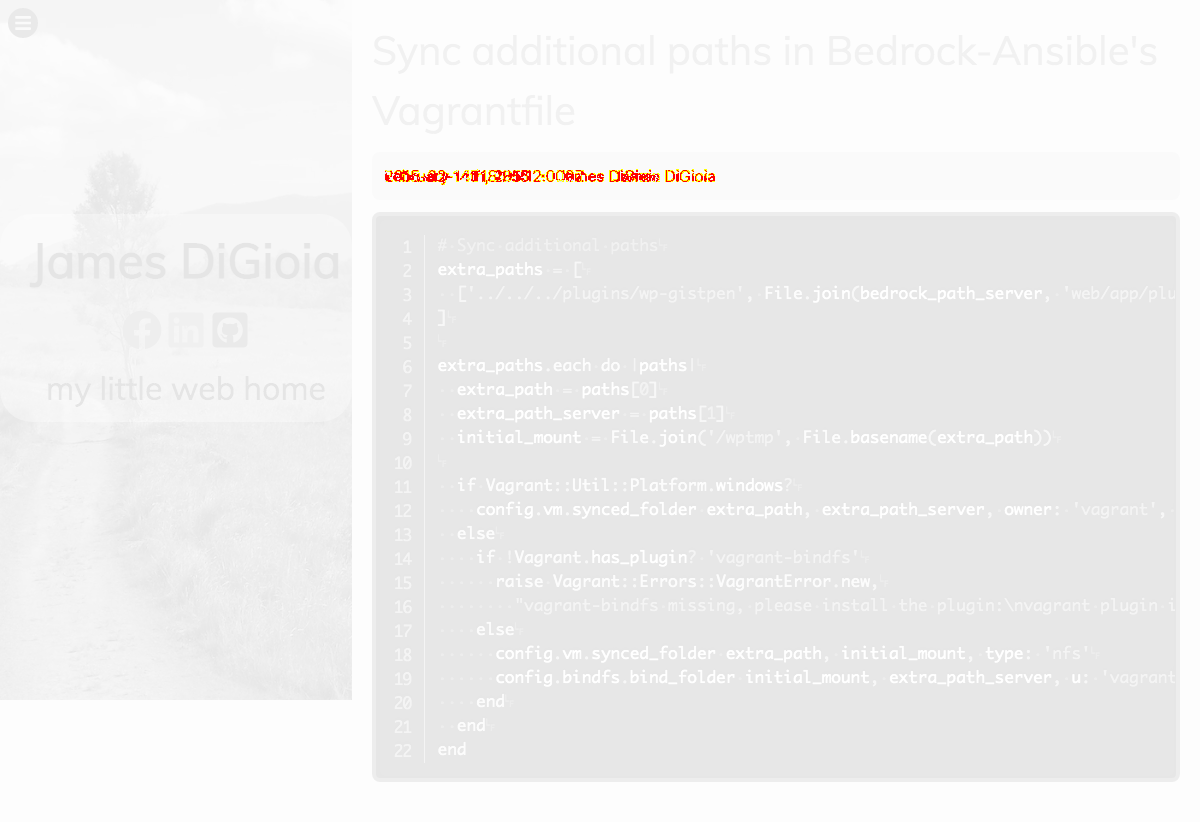 Sync additional paths in Bedrock-Ansible's
Vagrantfile
James DiGioia
my little web home
DiGioia
1 # Sync additional paths
2 extra_paths = [
3 ['../../../plugins/wp-gistpen', File.join(bedrock_path_server, 'web/app/plu
4 ]
5
6 extra_paths.each do |paths|
7 extra_path = paths[0]
8 extra_path_server = paths[1]
9 initial_mount = File.join('/wptmp', File.basename(extra_path))
10
11 if Vagrant::Util::Platform.windows?
12 config.vm.synced_folder extra_path, extra_path_server, owner: 'vagrant',
13 else
14 if !Vagrant.has_plugin? 'vagrant-bindfs'
15 raise Vagrant::Errors::VagrantError.new,
16 "vagrant-bindfs missing, please install the plugin:\nvagrant plugin i
17 else
18 config.vm.synced_folder extra_path, initial_mount, type: 'nfs'
19 config.bindfs.bind_folder initial_mount, extra_path_server, u: 'vagrant
20 end
21 end
22 end